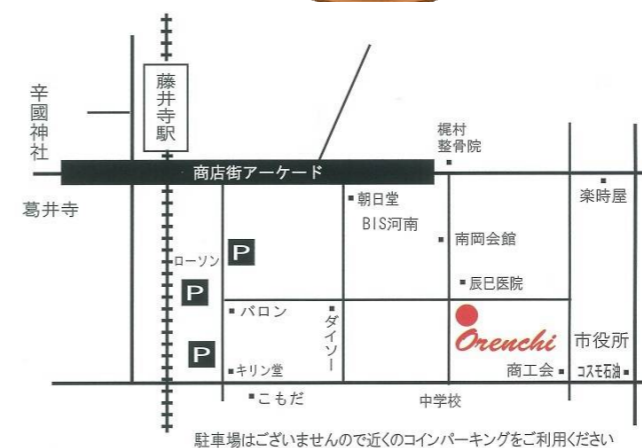 藤井寺駅
辛國神社
梶村
整骨院
商店街アーケード
楽時屋
葛井寺
朝日堂
BIS河南
南岡会館
ローソン
P
辰巳医院
P
バロン
ダイソー
Orenchi
市役所
P
キリン堂
商工会
コスモ石油
こもだ
中学校
駐車場はございませんので近くのコインパーキングをご利用ください